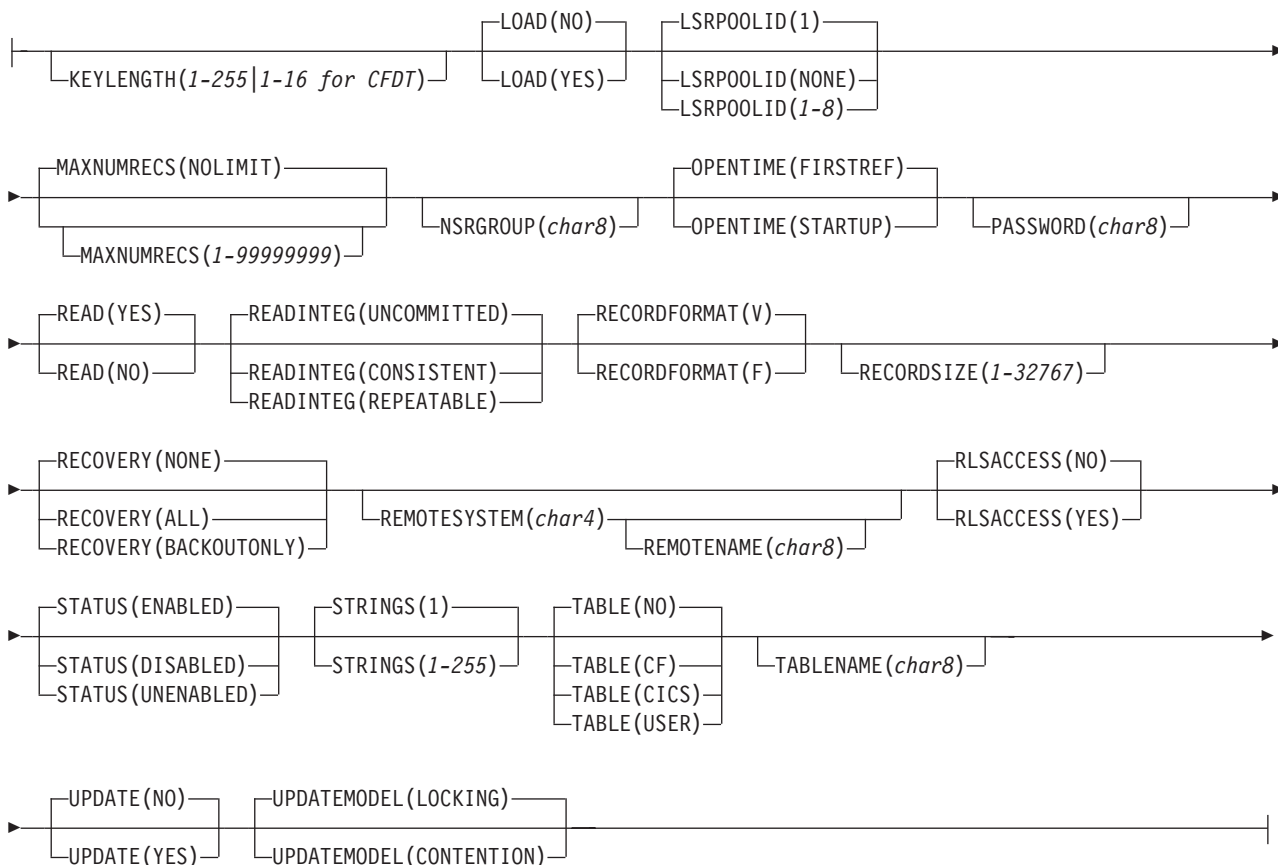 LOAD(NO) LSRPOOLID(1)
KEYLENGTH(1-255|1-16 for CFDT) LOAD(YES) LSRPOOLID(NONE)
LSRPOOLID(1-8)
MAXNUMRECS(NOLIMIT) OPENTIME(FIRSTREF)
NSRGROUP(char8) OPENTIME(STARTUP) PASSWORD(char8)
MAXNUMRECS(1-99999999)
READ(YES) READINTEG(UNCOMMITTED) RECORDFORMAT(V)
READ(NO) READINTEG(CONSISTENT) RECORDFORMAT(F) RECORDSIZE(1-32767)
READINTEG(REPEATABLE)
RECOVERY(NONE) RLSACCESS(NO)
RECOVERY(ALL) REMOTESYSTEM(char4) RLSACCESS(YES)
RECOVERY(BACKOUTONLY) REMOTENAME(char8)
STATUS(ENABLED) STRINGS(1) TABLE(NO)
STATUS(DISABLED) STRINGS(1-255) TABLE(CF) TABLENAME(char8)
STATUS(UNENABLED) TABLE(CICS)
TABLE(USER)
UPDATE(NO) UPDATEMODEL(LOCKING)
UPDATE(YES) UPDATEMODEL(CONTENTION)